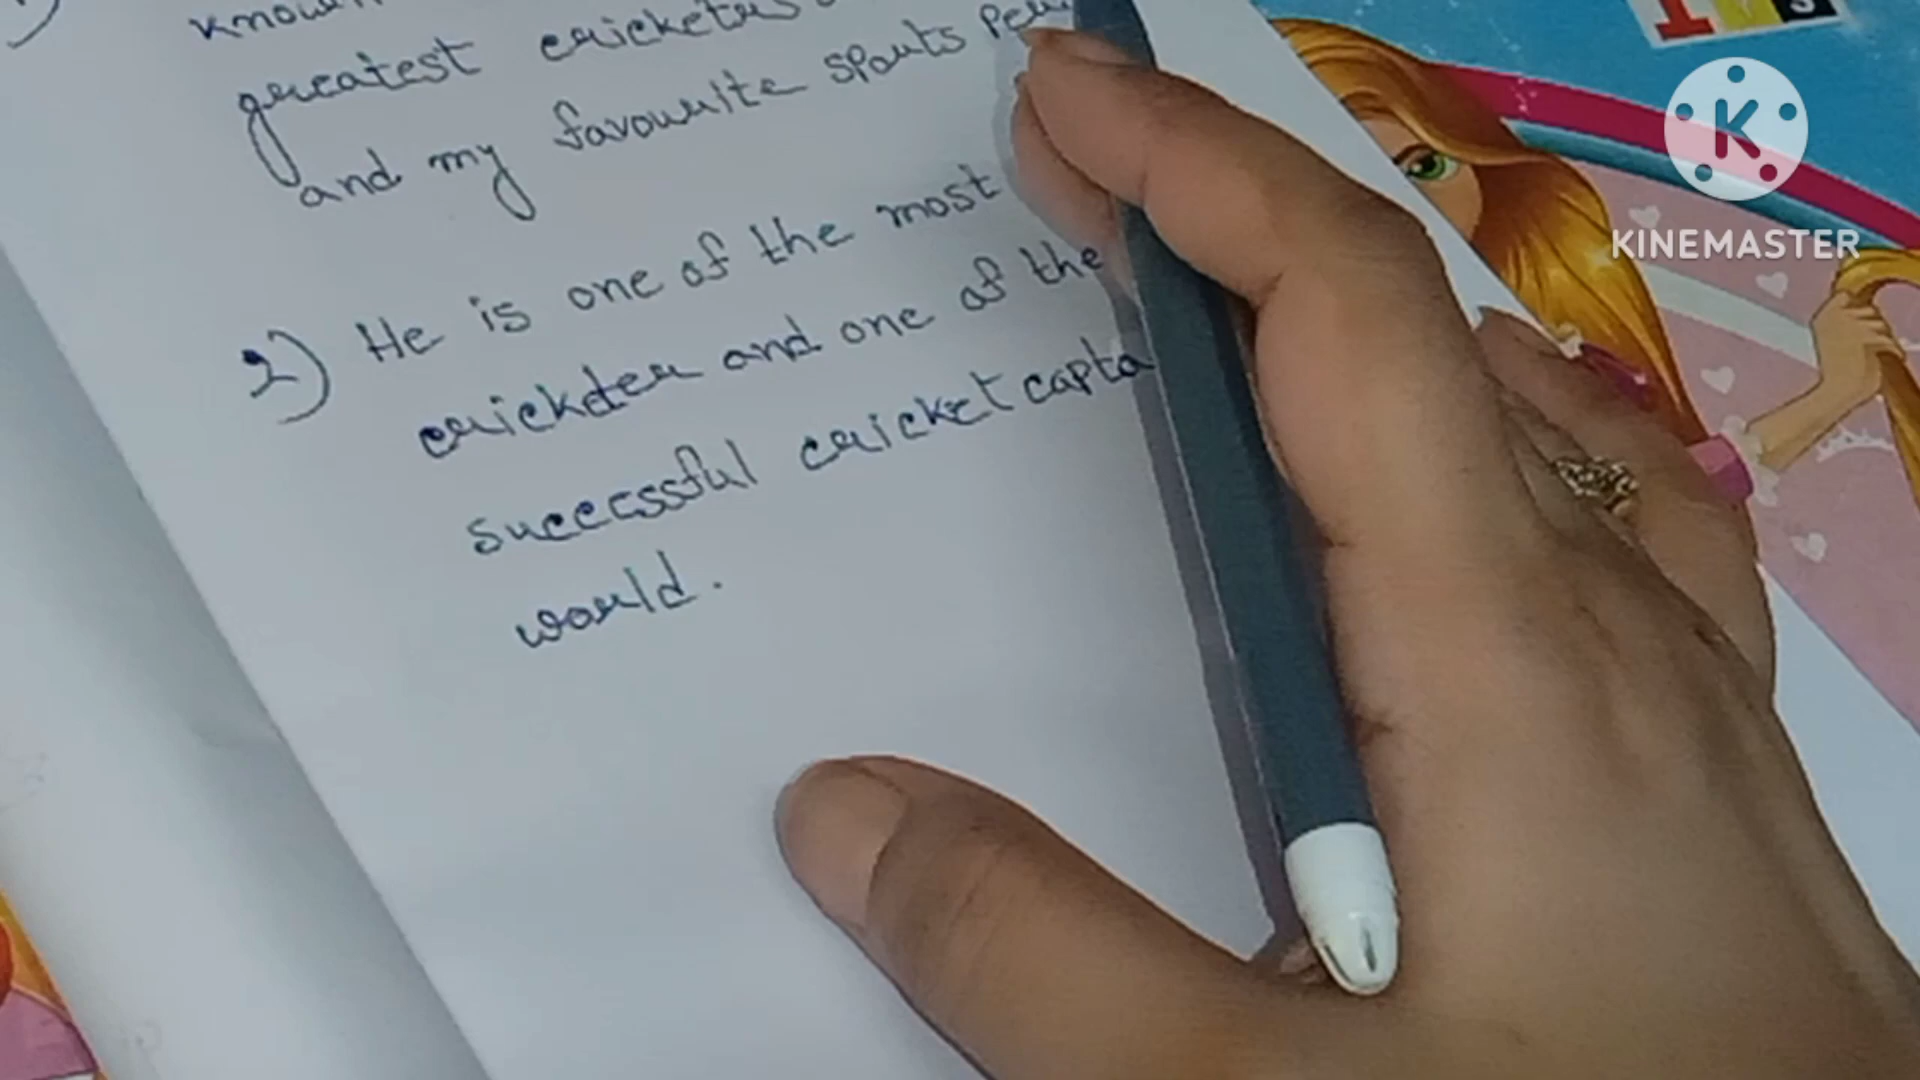 greatest cricketers
and my favourite sports
2) He is one of the most
cricketer and one of the
successful cricket capta
world.
KINEMASTER